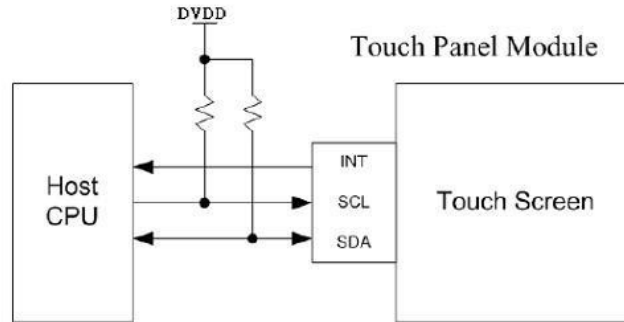 DVDD
Touch Panel Module
Host
CPU
INT
SCL
SDA
Touch Screen